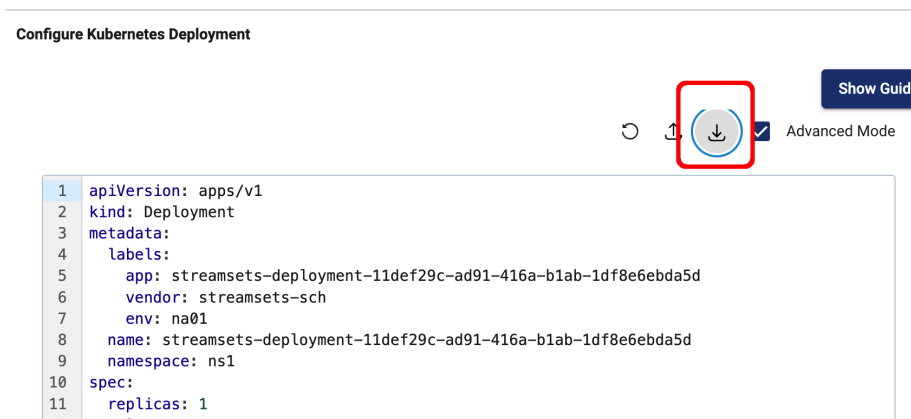 Configure Kubernetes Deployment
Show Guid
Advanced Mode
1 apiVersion: apps/v1
2 kind: Deployment
3 metadata:
4 labels:
5 app: streamsets-deployment-11def29c-ad91-416a-b1ab-1df8e6ebda5d
6 vendor: streamsets-sch
7 env: na01
8 name: streamsets-deployment-11def29c-ad91-416a-b1ab-1df8e6ebda5d
9 namespace: ns1
10 spec:
11 replicas: 1